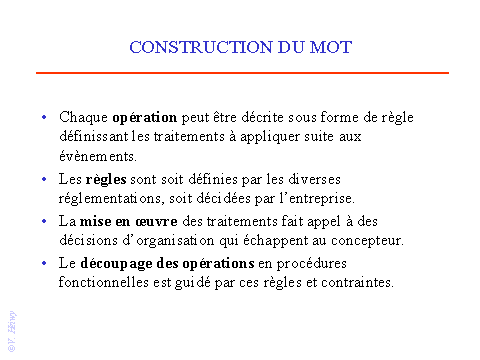 CONSTRUCTION DU MOT
• Chaque opération peut être décrite sous forme de règle
définissant les traitements à appliquer suite aux
évènements.
• Les règles sont soit définies par les diverses
réglementations, soit décidées par l’entreprise.
• La mise en œuvre des traitements fait appel à des
décisions d’organisation qui échappent au concepteur.
• Le découpage des opérations en procédures
fonctionnelles est guidé par ces règles et contraintes.